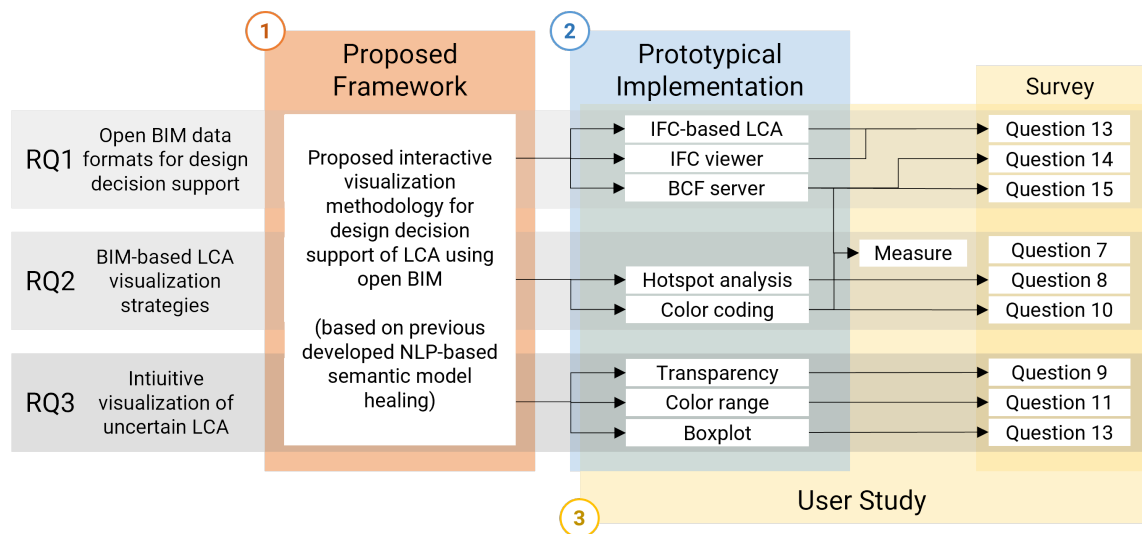 1
Proposed
Framework
2
Prototypical
Implementation
Survey
RQ1
Open BIM data
formats for design
decision support
RQ2
BIM-based LCA
visualization
strategies
RQ3
Intiuitive
visualization of
uncertain LCA
Proposed interactive
visualization
methodology for
design decision
support of LCA using
open BIM
(based on previous
developed NLP-based
semantic model
healing)
IFC-based LCA
IFC viewer
BCF server
Hotspot analysis
Color coding
Transparency
Color range
Boxplot
Measure
Question 13
Question 14
Question 15
Question 7
Question 8
Question 10
Question 9
Question 11
Question 13
3
User Study